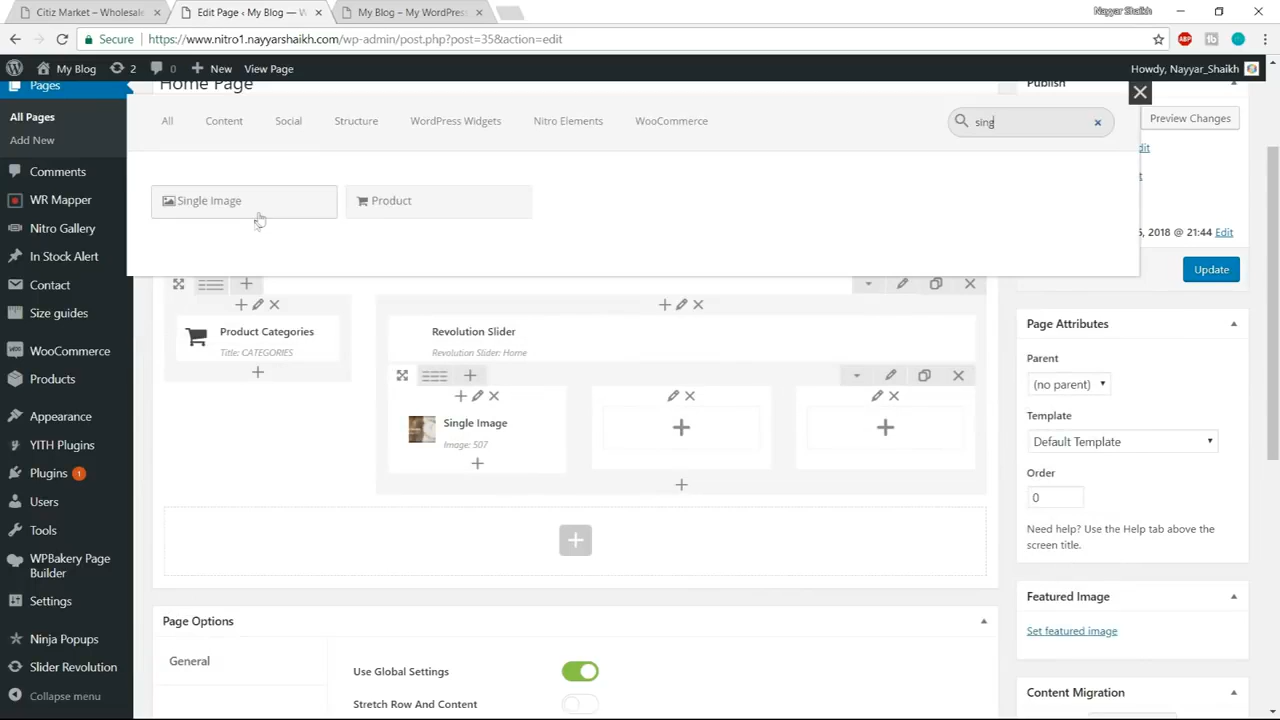 Citiz Market – Wholesale
Edit Page ‹ My Blog — W
My Blog – My WordPress
Nayyar Shaikh
Secure
https://www.nitro1.nayyarshaikh.com/wp-admin/post.php?post=35&action=edit
My Blog
2
New
View Page
Howdy, Nayyar_Shaikh
Pages
All Pages
Add New
Comments
WR Mapper
Nitro Gallery
In Stock Alert
Contact
Size guides
WooCommerce
Products
Appearance
YITH Plugins
Plugins 1
Users
Tools
WPBakery Page
Builder
Settings
Ninja Popups
Slider Revolution
Collapse menu
Home Page
All
Content
Social
Structure
WordPress Widgets
Nitro Elements
WooCommerce
sing
Single Image
Product
Product Categories
Title: CATEGORIES
Revolution Slider
Revolution Slider: Home
Single Image
Image: 507
Page Options
General
Use Global Settings
Stretch Row And Content
Publish
Preview Changes
dit
t
, 2018 @ 21:44 Edit
Update
Page Attributes
Parent
(no parent)
Template
Default Template
Order
0
Need help? Use the Help tab above the
screen title.
Featured Image
Set featured image
Content Migration